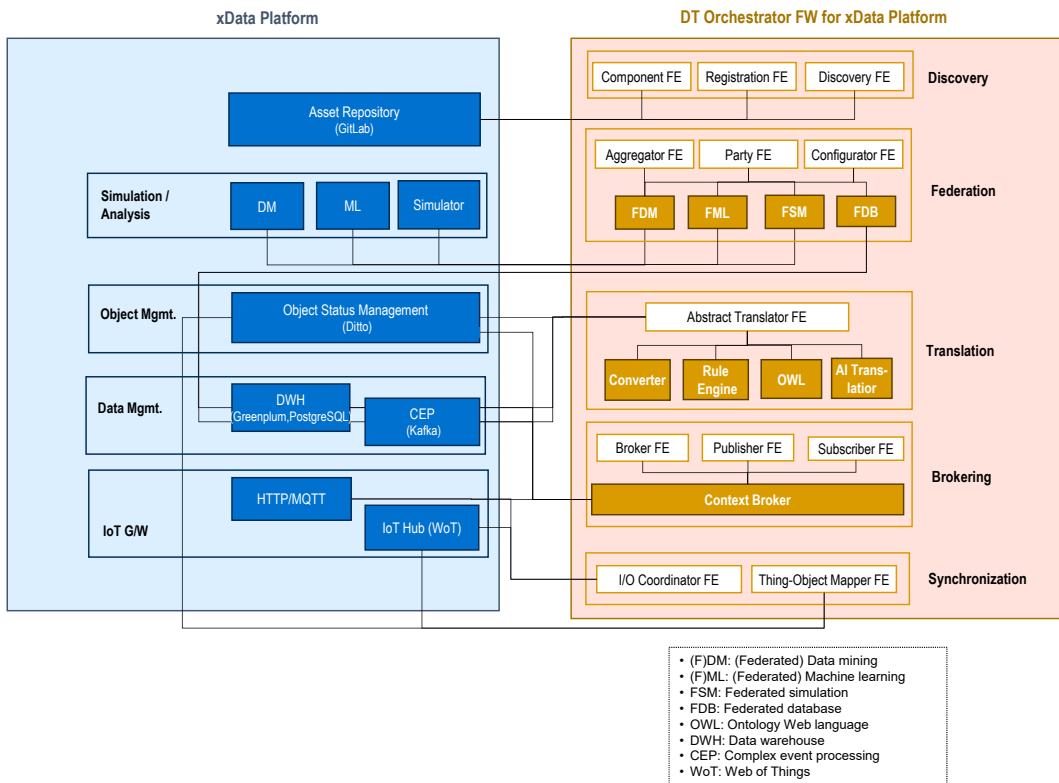 xData Platform
DT Orchestrator FW for xData Platform
Asset Repository
(GitLab)
Component FE
Registration FE
Discovery FE
Discovery
Simulation /
Analysis
DM
ML
Simulator
Aggregator FE
Party FE
Configurator FE
Federation
FDM
FML
FSM
FDB
Object Mgmt.
Object Status Management
(Ditto)
Abstract Translator FE
Translation
Converter
Rule
Engine
OWL
AI Trans-
latior
Data Mgmt.
DWH
(Greenplum,PostgreSQL)
CEP
(Kafka)
Broker FE
Publisher FE
Subscriber FE
Brokering
Context Broker
IoT G/W
HTTP/MQTT
IoT Hub (WoT)
I/O Coordinator FE
Thing-Object Mapper FE
Synchronization
• (F)DM: (Federated) Data mining
• (F)ML: (Federated) Machine learning
• FSM: Federated simulation
• FDB: Federated database
• OWL: Ontology Web language
• DWH: Data warehouse
• CEP: Complex event processing
• WoT: Web of Things